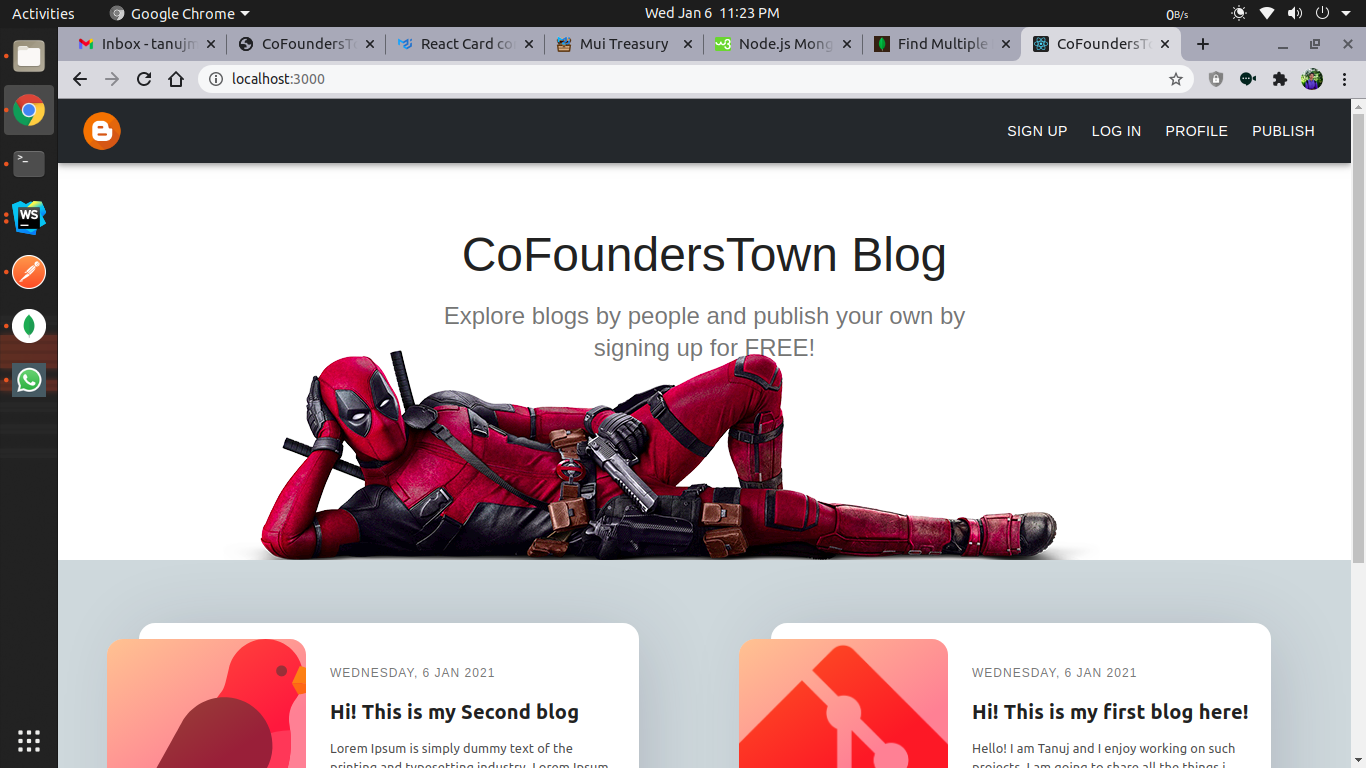 Activities
Google Chrome
Wed Jan 6 11:23 PM
0B/s
Inbox - tanujm
CoFoundersTo
React Card co
Mui Treasury
Node.js Mong
Find Multiple
CoFoundersTo
localhost:3000
SIGN UP
LOG IN
PROFILE
PUBLISH
CoFoundersTown Blog
Explore blogs by people and publish your own by
signing up for FREE!
WEDNESDAY, 6 JAN 2021
Hi! This is my Second blog
Lorem Ipsum is simply dummy text of the
printing and typesetting industry. Lorem Ipsum
WEDNESDAY, 6 JAN 2021
Hi! This is my first blog here!
Hello! I am Tanuj and I enjoy working on such
projects. I am going to share all the things i
WS